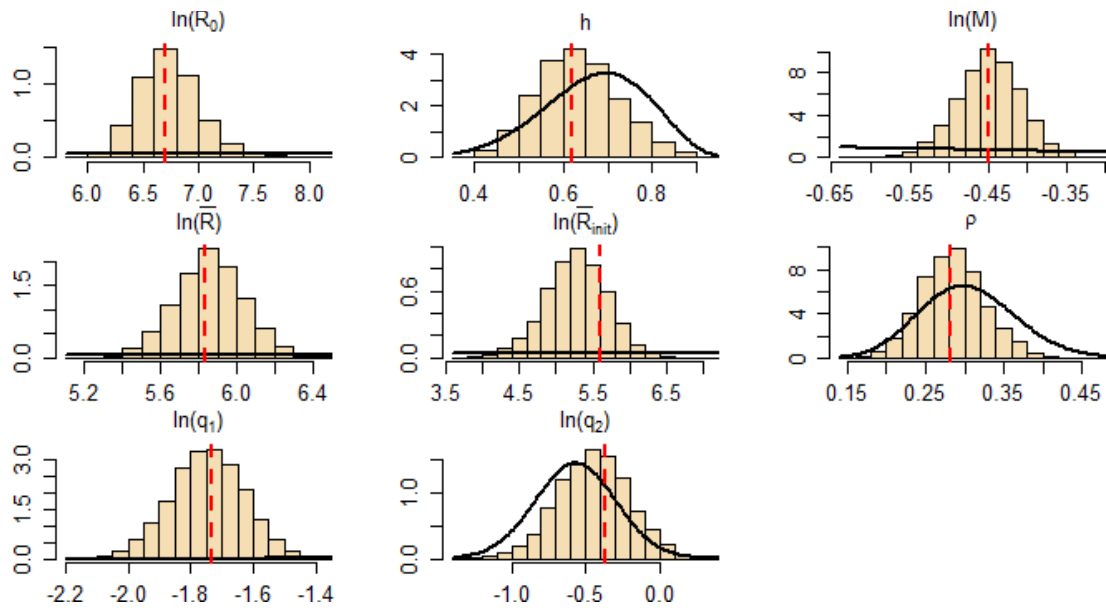 ln(R₀) h ln(M)
0.0 1.0
6.0 6.5 7.0 7.5 8.0
0 2 4
0.4 0.6 0.8
0 4 8
-0.65 -0.55 -0.45 -0.35
ln(R̅) ln(R̅init) ρ
0.0 1.5
5.2 5.6 6.0 6.4
0.0 0.6
3.5 4.5 5.5 6.5
0 4 8
0.15 0.25 0.35 0.45
ln(q₁) ln(q₂)
0.0 1.5 3.0
-2.2 -2.0 -1.8 -1.6 -1.4
0.0 1.0
-1.0 -0.5 0.0